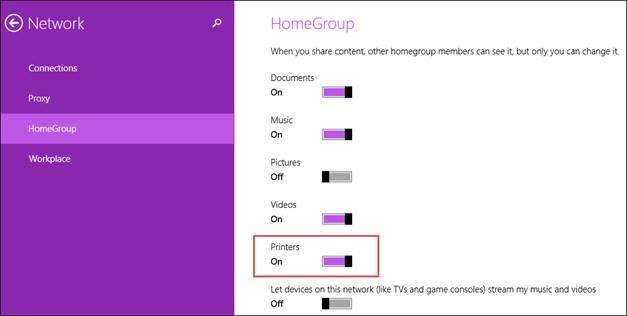 Network
Connections
Proxy
HomeGroup
Workplace
HomeGroup
When you share content, other homegroup members can see it, but only you can change it.
Documents
On
Music
On
Pictures
Off
Videos
On
Printers
On
Let devices on this network (like TVs and game consoles) stream my music and videos
Off